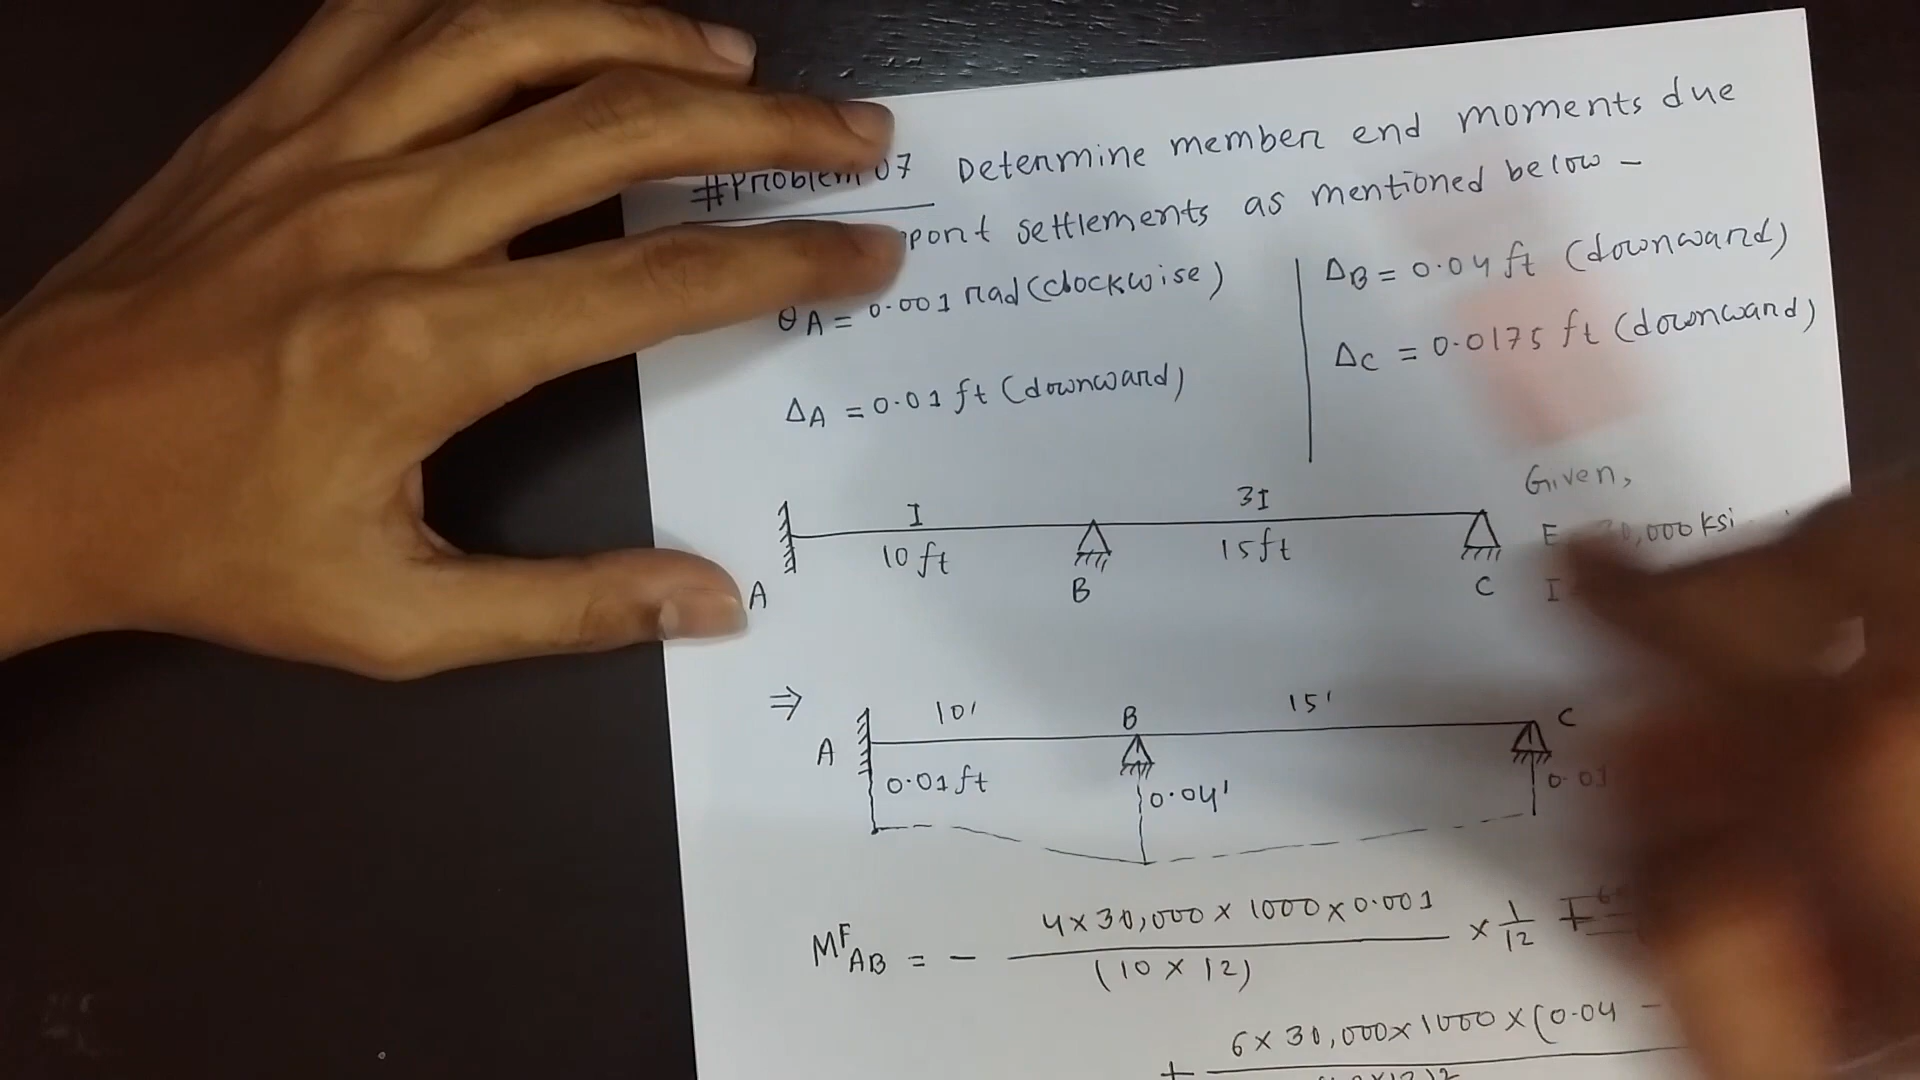 #Problem 07 Determine member end moments due
settlements as mentioned below –
θA = 0.001 rad (clockwise)
ΔB = 0.04 ft (downward)
ΔA = 0.01 ft (downward)
ΔC = 0.0175 ft (downward)
Given,
I
3I
E
,000 ksi
10 ft
15 ft
A
B
C
I
⇒
10'
B
15'
C
A
0.01 ft
0.04'
M^F_AB = – 4 x 30,000 x 1000 x 0.001 / (10 x 12) x 1/12 +
+ 6 x 30,000 x 1000 x (0.04 –